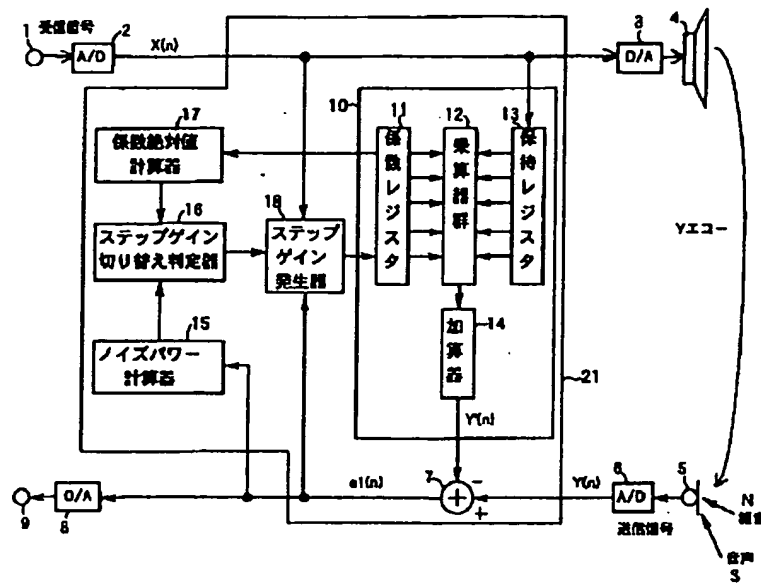 1
受信信号
A/D
2
X(n)
3
D/A
4
10
11
12
13
係数レジスタ
乗算器群
保持レジスタ
17
係数絶対値
計算器
16
ステップゲイン
切り替え判定器
18
ステップ
ゲイン
発生器
15
ノイズパワー
計算器
加算器
14
21
Yエコー
Y'(n)
7
-
+
e1(n)
8
9
Y(n)
A/D
6
送信信号
5
N
雑音
音声
S